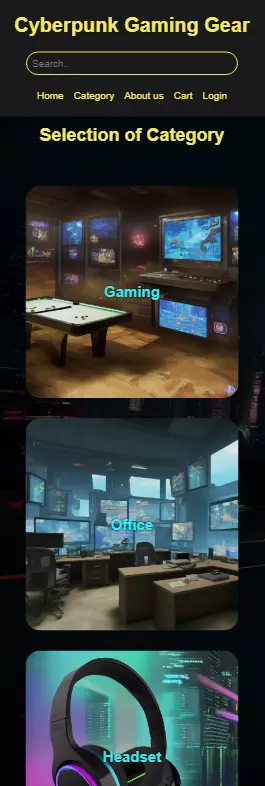 Cyberpunk Gaming Gear
Search..
Home Category About us Cart Login
Selection of Category
Gaming
Office
Headset